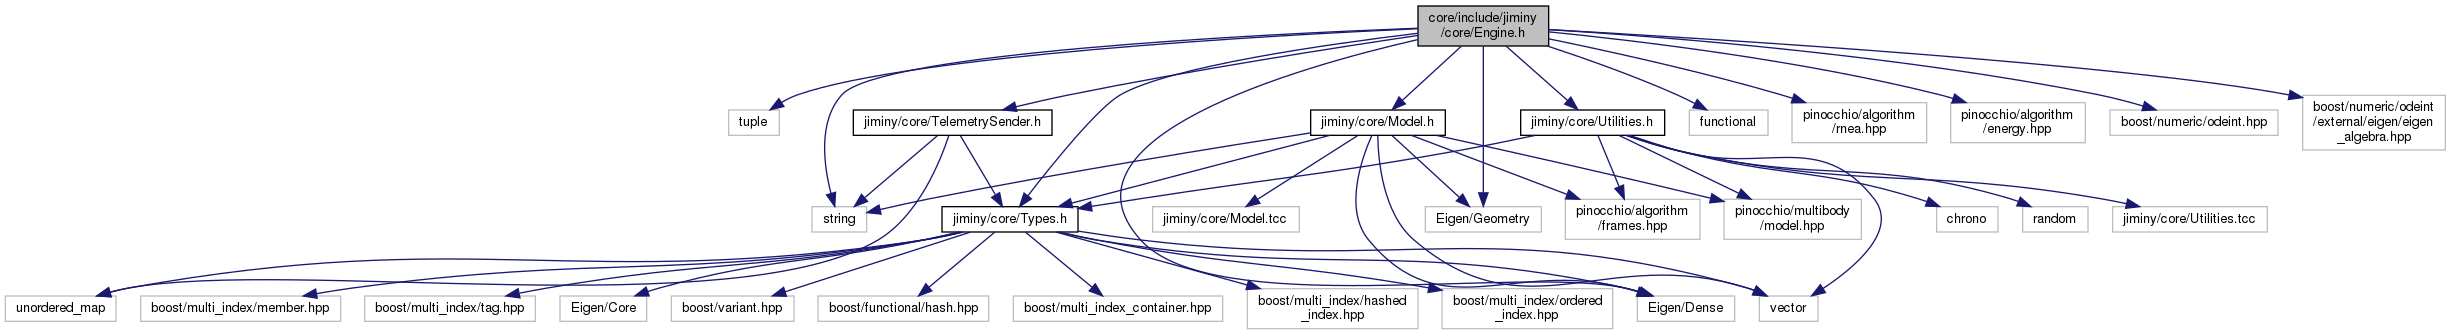 core/include/jiminy
/core/Engine.h
tuple
jiminy/core/TelemetrySender.h
jiminy/core/Model.h
jiminy/core/Utilities.h
functional
pinocchio/algorithm
/rnea.hpp
pinocchio/algorithm
/energy.hpp
boost/numeric/odeint.hpp
boost/numeric/odeint
/external/eigen/eigen
_algebra.hpp
string
jiminy/core/Types.h
jiminy/core/Model.tcc
Eigen/Geometry
pinocchio/algorithm
/frames.hpp
pinocchio/multibody
/model.hpp
chrono
random
jiminy/core/Utilities.tcc
unordered_map
boost/multi_index/member.hpp
boost/multi_index/tag.hpp
Eigen/Core
boost/variant.hpp
boost/functional/hash.hpp
boost/multi_index_container.hpp
boost/multi_index/hashed
_index.hpp
boost/multi_index/ordered
_index.hpp
Eigen/Dense
vector